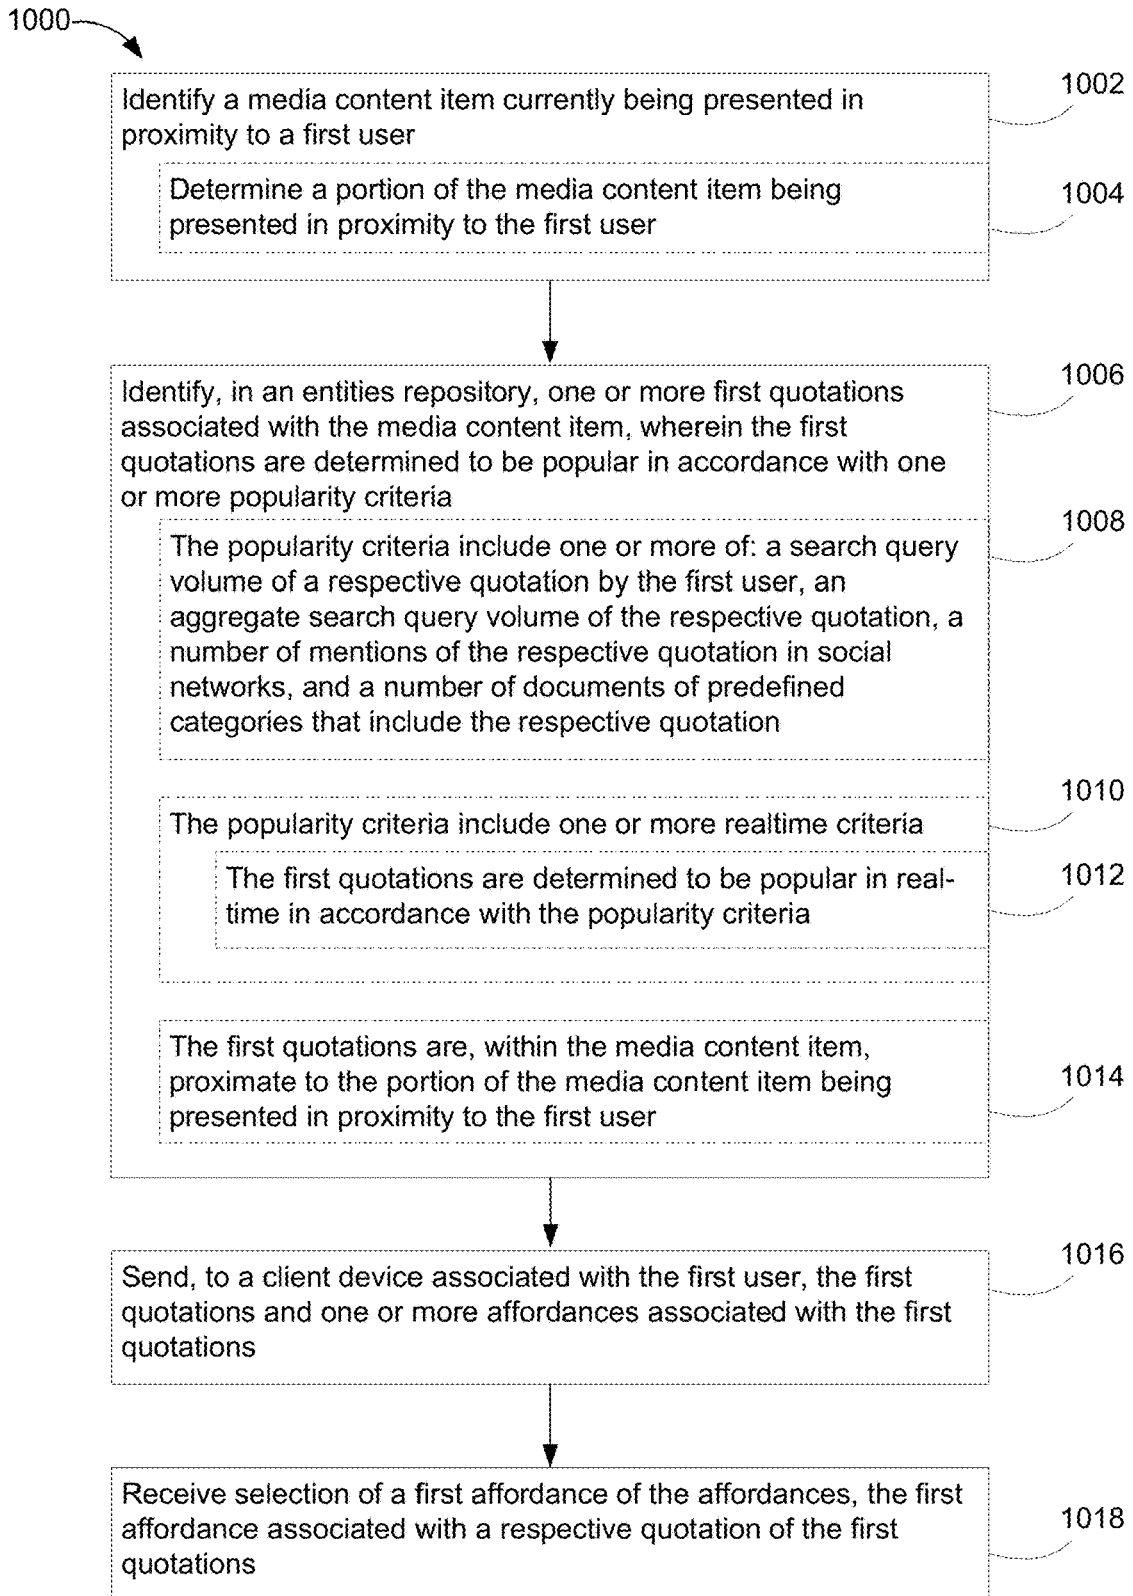 1000
1002
Identify a media content item currently being presented in
proximity to a first user
1004
Determine a portion of the media content item being
presented in proximity to the first user
1006
Identify, in an entities repository, one or more first quotations
associated with the media content item, wherein the first
quotations are determined to be popular in accordance with one
or more popularity criteria
1008
The popularity criteria include one or more of: a search query
volume of a respective quotation by the first user, an
aggregate search query volume of the respective quotation, a
number of mentions of the respective quotation in social
networks, and a number of documents of predefined
categories that include the respective quotation
1010
The popularity criteria include one or more realtime criteria
1012
The first quotations are determined to be popular in real-
time in accordance with the popularity criteria
1014
The first quotations are, within the media content item,
proximate to the portion of the media content item being
presented in proximity to the first user
1016
Send, to a client device associated with the first user, the first
quotations and one or more affordances associated with the first
quotations
1018
Receive selection of a first affordance of the affordances, the first
affordance associated with a respective quotation of the first
quotations